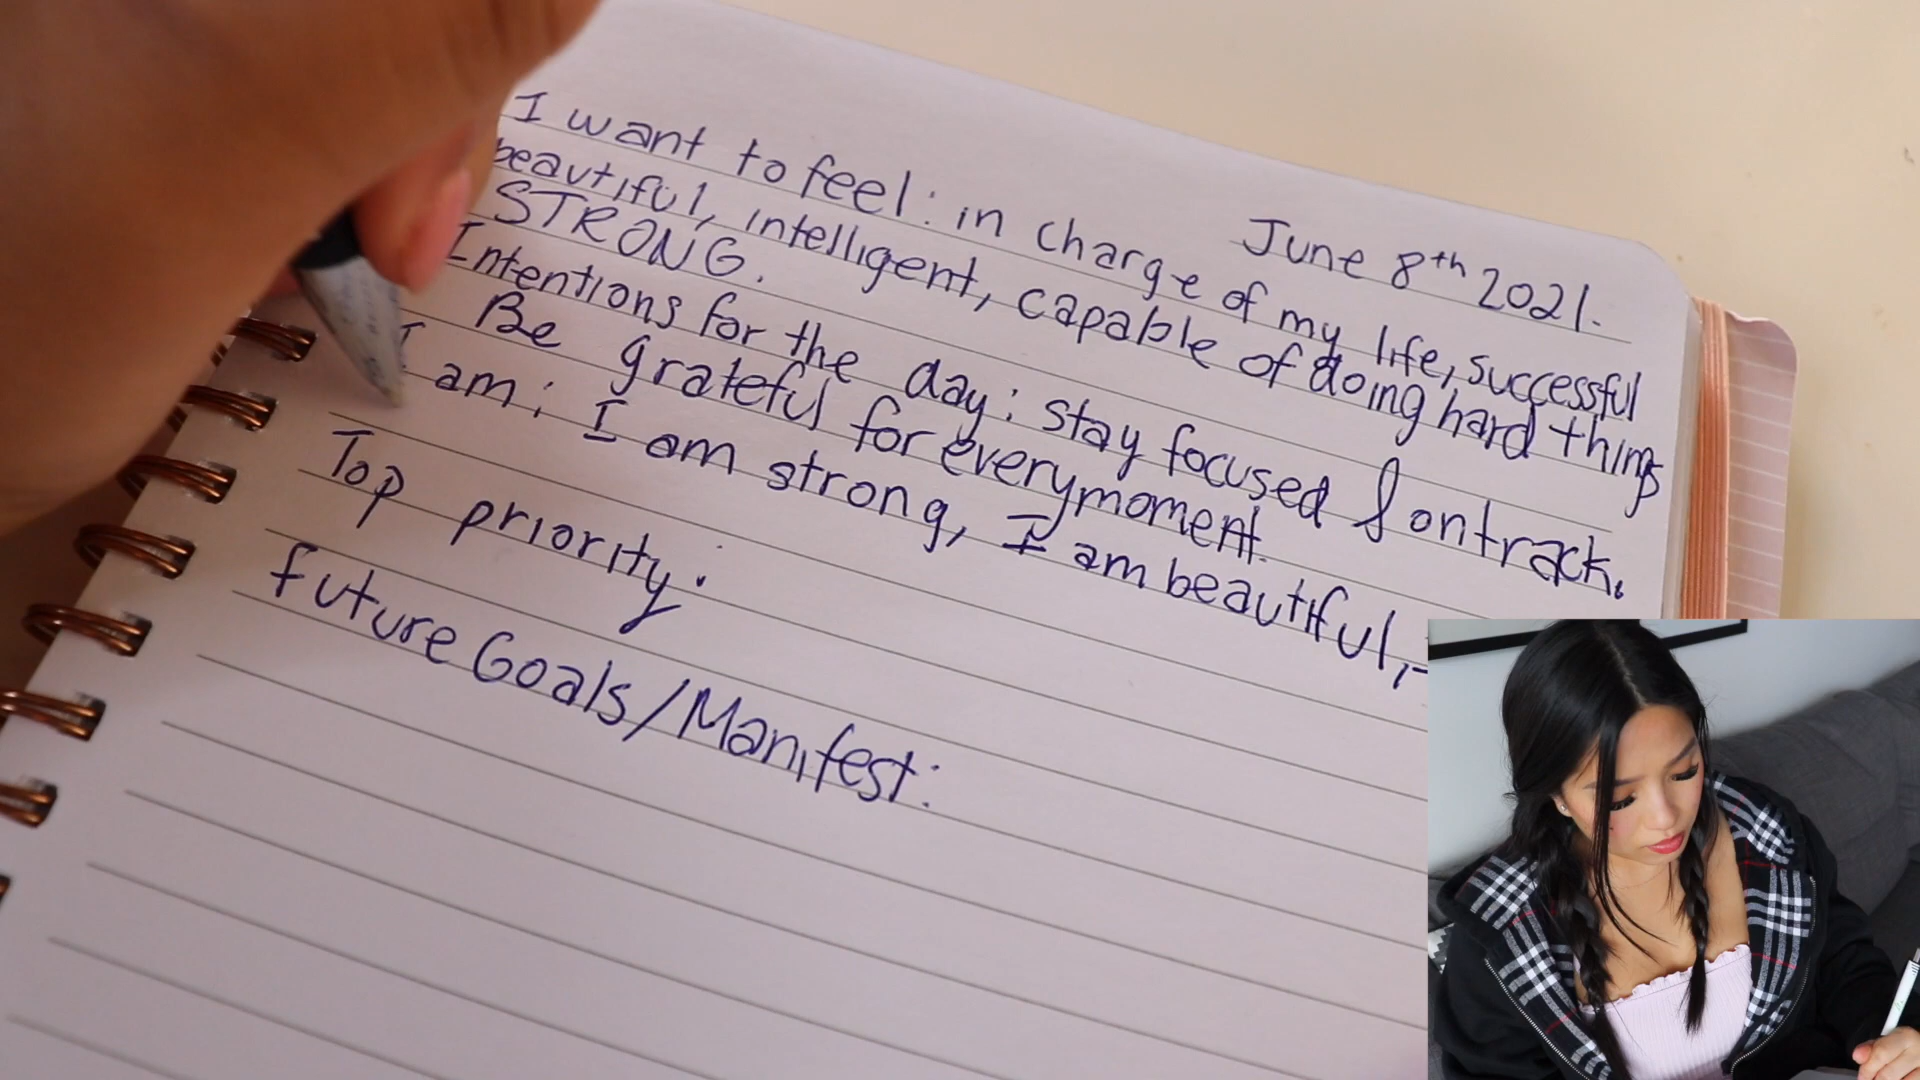 June 8th 2021.
I want to feel: in charge of my life, successful
beautiful, intelligent, capable of doing hard things
STRONG.
Intentions for the day: stay focused & on track.
Be grateful for every moment.
I am: I am strong, I am beautiful,
Top priority:
future Goals/Manifest: